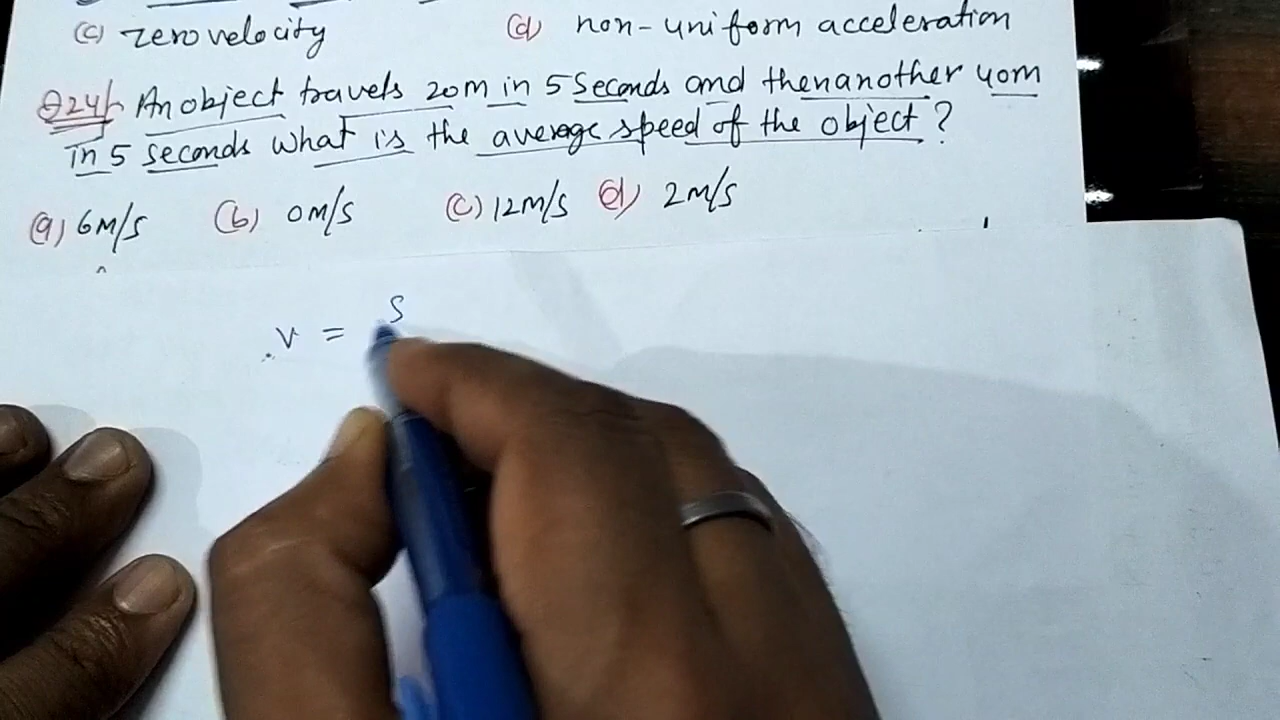 (c) zero velocity (d) non-uniform acceleration
Q24/ An object travels 20m in 5 Seconds and then another 40m
in 5 seconds what is the average speed of the object?
(a) 6M/S (b) 0M/S (c) 12M/S (d) 2M/S
v = S